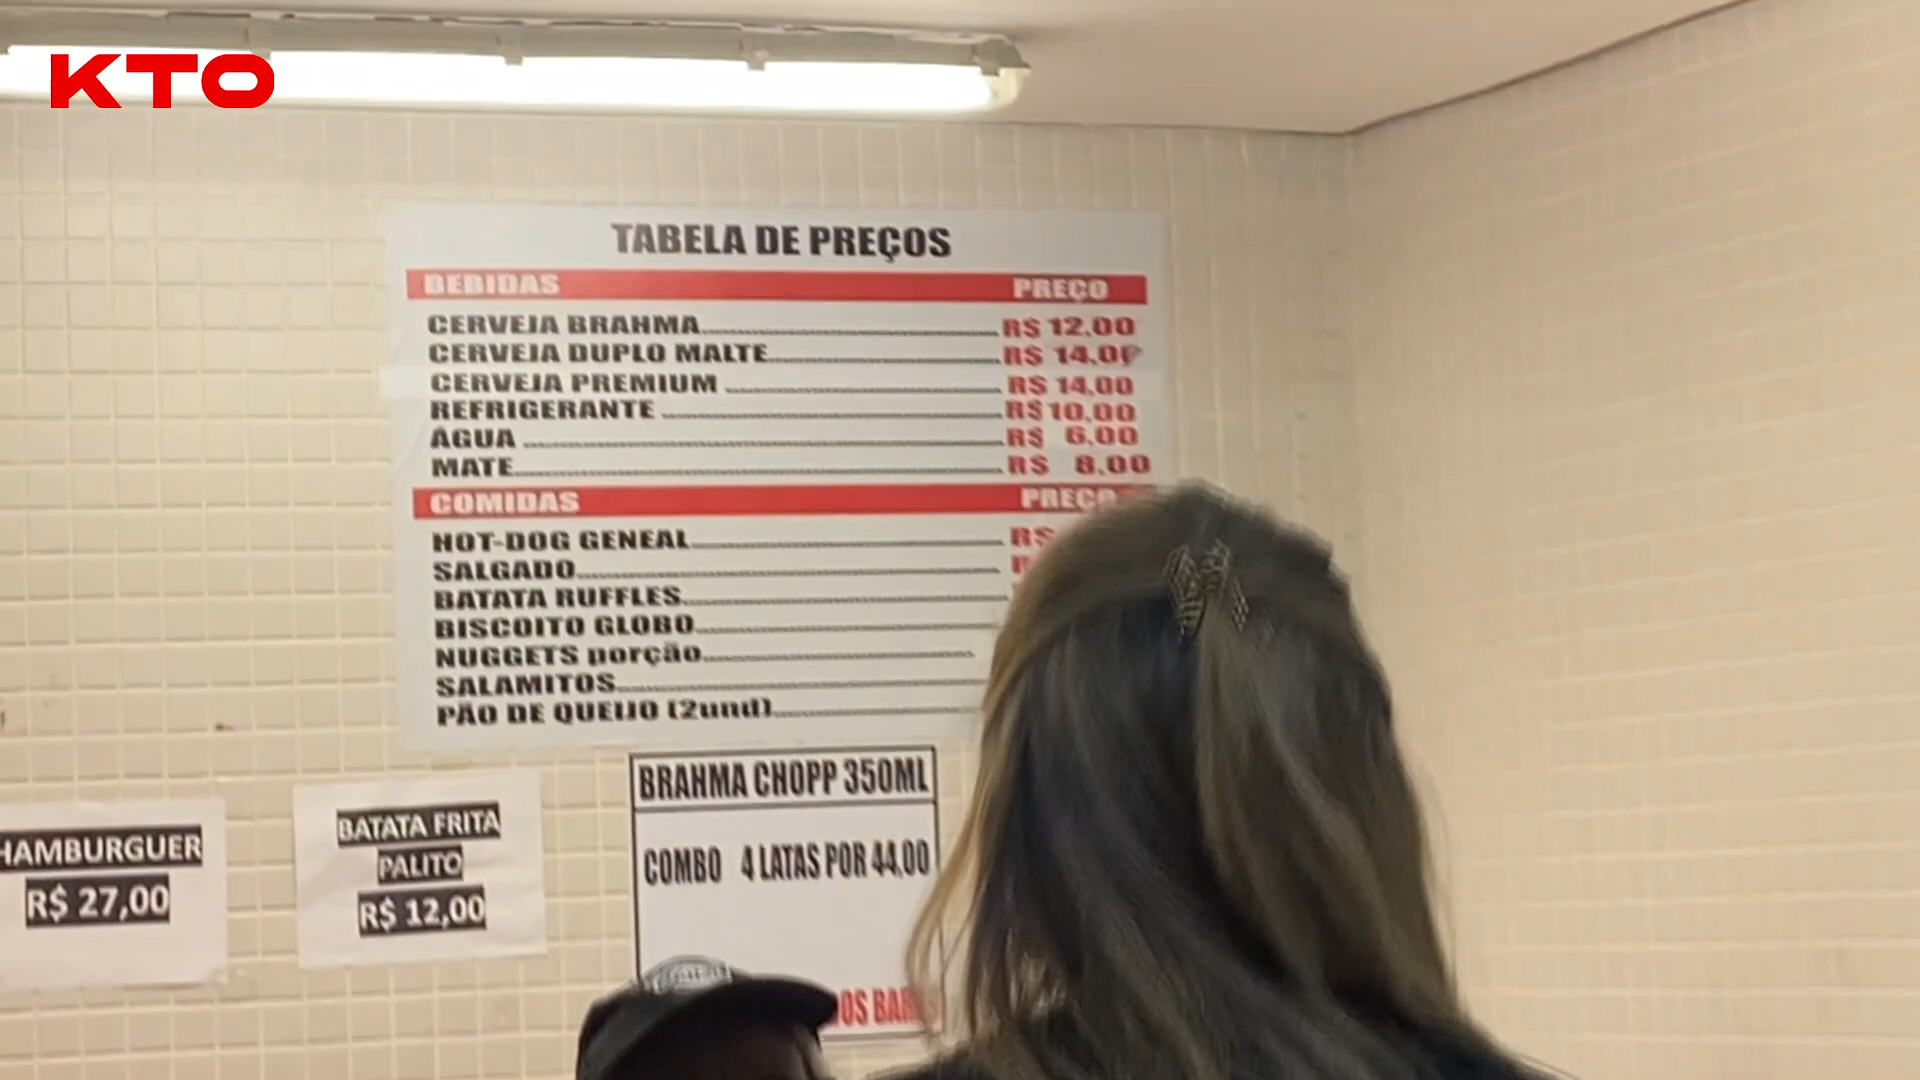 KTO
TABELA DE PREÇOS
BEBIDAS PREÇO
CERVEJA BRAHMA R$ 12,00
CERVEJA DUPLO MALTE R$ 14,00
CERVEJA PREMIUM R$ 14,00
REFRIGERANTE R$ 10,00
ÁGUA R$ 6,00
MATE R$ 8,00
COMIDAS PREÇO
HOT-DOG GENEAL R$
SALGADO
BATATA RUFFLES
BISCOITO GLOBO
NUGGETS porção
SALAMITOS
PÃO DE QUEIJO (2und)
HAMBURGUER
R$ 27,00
BATATA FRITA
PALITO
R$ 12,00
BRAHMA CHOPP 350ML
COMBO 4 LATAS POR 44,00